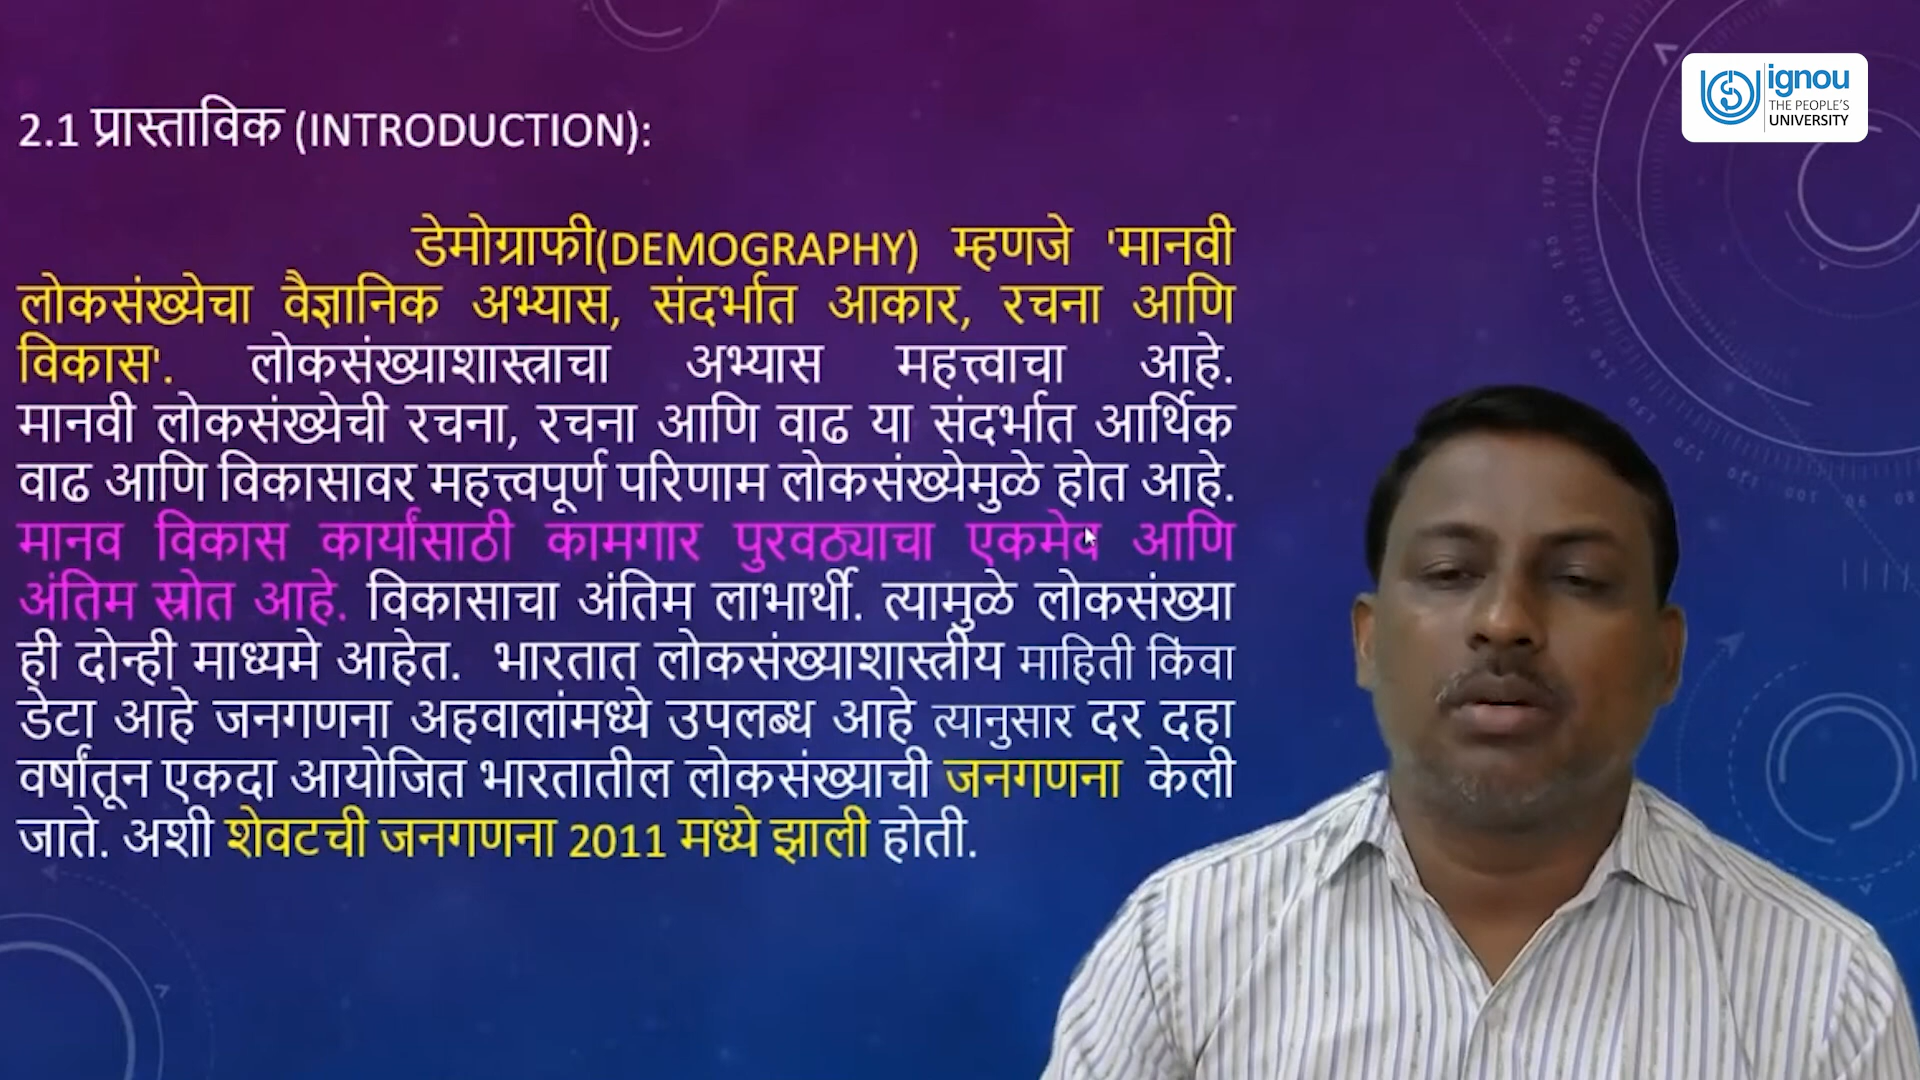 2.1 प्रास्ताविक (INTRODUCTION):
डेमोग्राफी(DEMOGRAPHY) म्हणजे 'मानवी
लोकसंख्येचा वैज्ञानिक अभ्यास, संदर्भात आकार, रचना आणि
विकास'. लोकसंख्याशास्त्राचा अभ्यास महत्त्वाचा आहे.
मानवी लोकसंख्येची रचना, रचना आणि वाढ या संदर्भात आर्थिक
वाढ आणि विकासावर महत्त्वपूर्ण परिणाम लोकसंख्येमुळे होत आहे.
मानव विकास कार्यांसाठी कामगार पुरवठ्याचा एकमेव आणि
अंतिम स्रोत आहे. विकासाचा अंतिम लाभार्थी. त्यामुळे लोकसंख्या
ही दोन्ही माध्यमे आहेत. भारतात लोकसंख्याशास्त्रीय माहिती किंवा
डेटा आहे जनगणना अहवालांमध्ये उपलब्ध आहे त्यानुसार दर दहा
वर्षांतून एकदा आयोजित भारतातील लोकसंख्याची जनगणना केली
जाते. अशी शेवटची जनगणना 2011 मध्ये झाली होती.
ignou
THE PEOPLE'S
UNIVERSITY